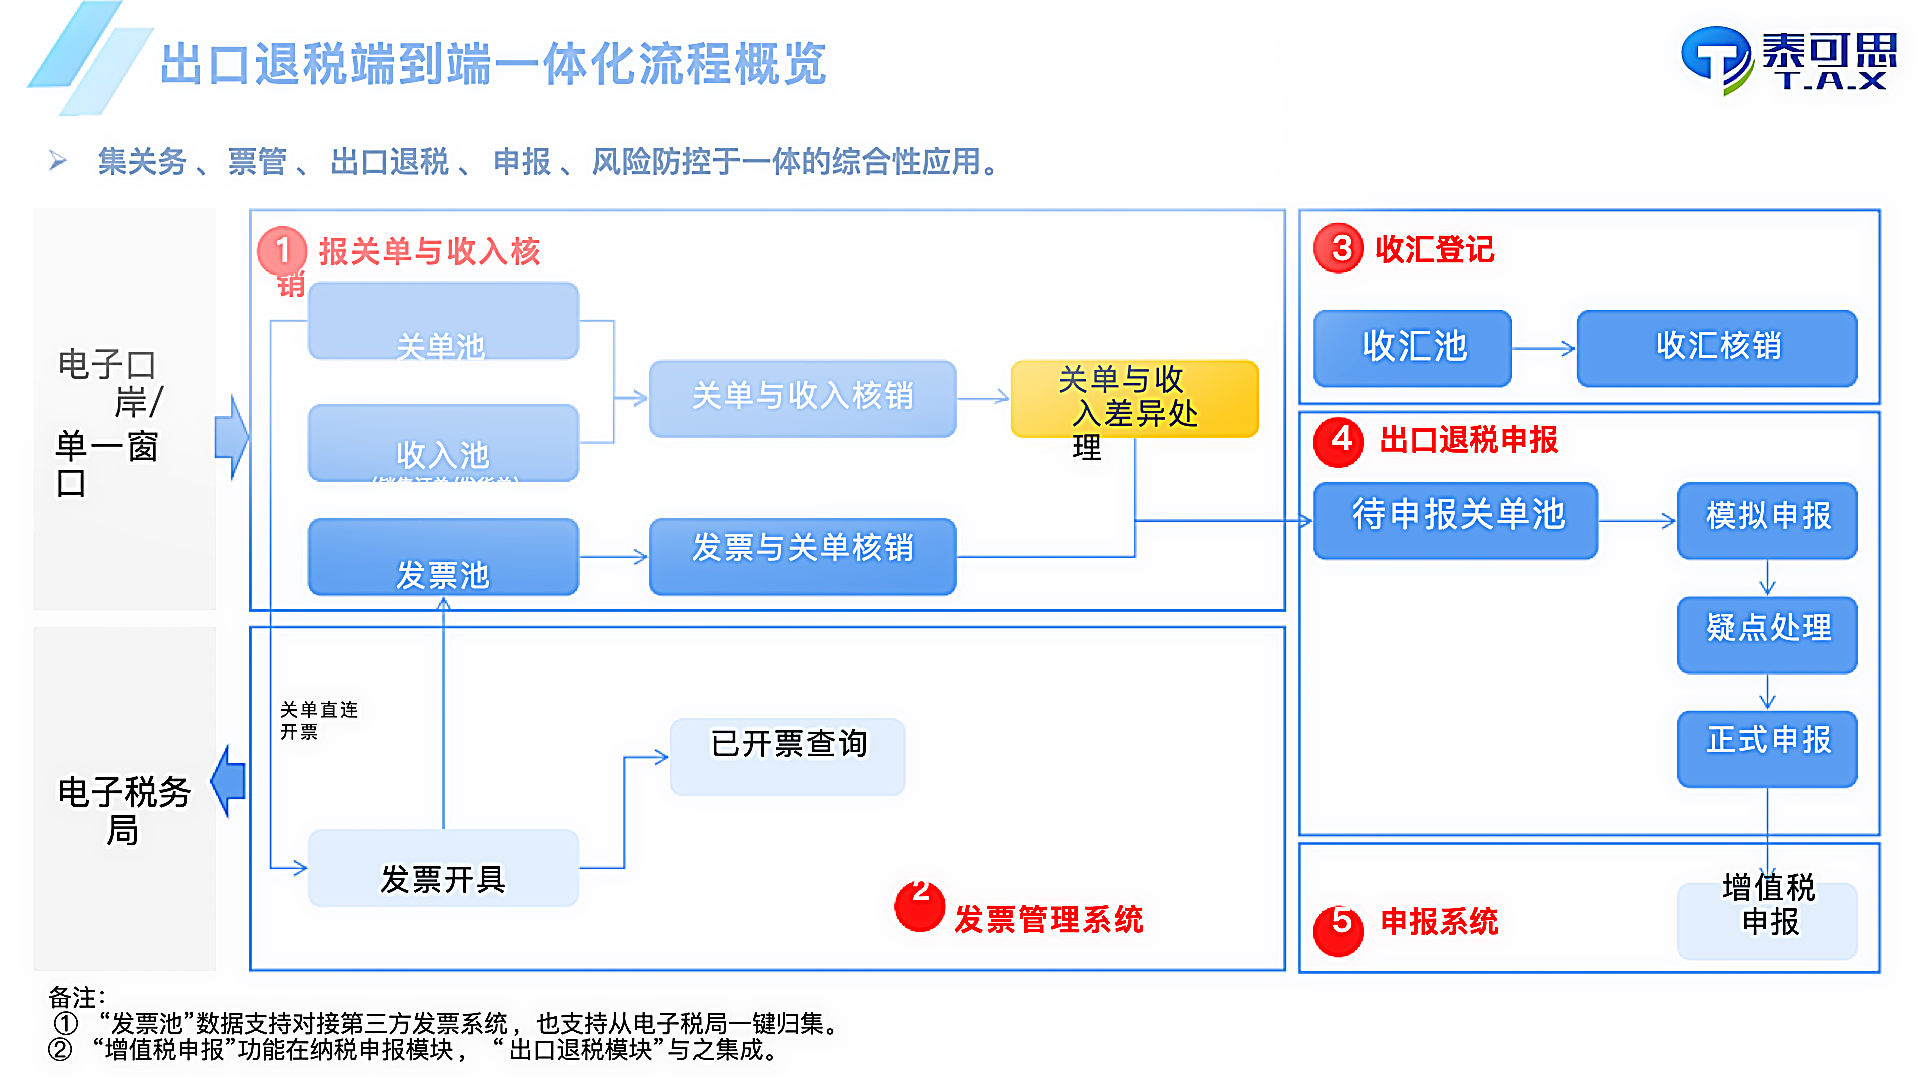 出口退税端到端一体化流程概览
泰可思
T.A.X
集关务、票管、出口退税、申报、风险防控于一体的综合性应用。
电子口
岸/
单一窗
口
1 报关单与收入核
销
关单池
收入池
(销售订单/发货单)
发票池
关单与收入核销
发票与关单核销
关单与收
入差异处
理
3 收汇登记
收汇池
收汇核销
4 出口退税申报
待申报关单池
模拟申报
疑点处理
正式申报
电子税务
局
关单直连
开票
已开票查询
发票开具
2 发票管理系统
5 申报系统
增值税
申报
备注：
① “发票池”数据支持对接第三方发票系统，也支持从电子税局一键归集。
② “增值税申报”功能在纳税申报模块，“出口退税模块”与之集成。